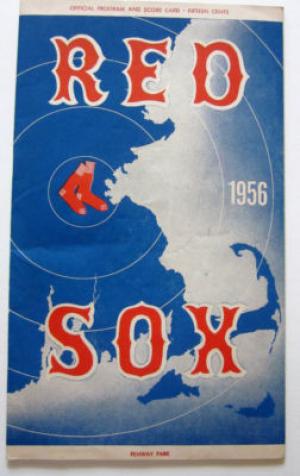 OFFICIAL PROGRAM AND SCORE CARD - FIFTEEN CENTS
RED
1956
SOX
FENWAY PARK